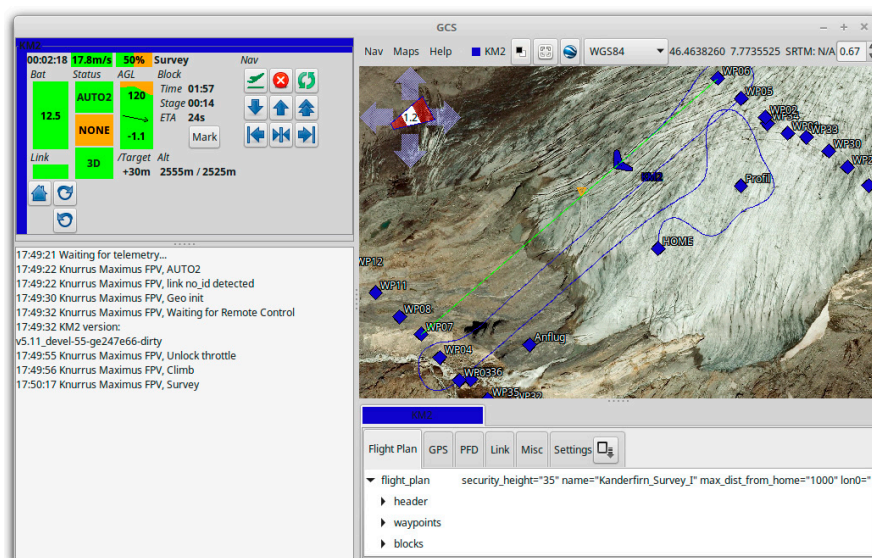 GCS
KM2
00:02:18 17.8m/s 50% Survey Nav
Bat Status AGL Block
Time 01:57
AUTO2 120 Stage 00:14
12.5 ETA 24s
NONE -1.1 Mark
Link /Target Alt
3D +30m 2555m / 2525m
17:49:21 Waiting for telemetry...
17:49:22 Knurrus Maximus FPV, AUTO2
17:49:22 Knurrus Maximus FPV, link no_id detected
17:49:30 Knurrus Maximus FPV, Geo init
17:49:32 Knurrus Maximus FPV, Waiting for Remote Control
17:49:32 KM2 version:
v5.11_devel-55-ge247e66-dirty
17:49:55 Knurrus Maximus FPV, Unlock throttle
17:49:56 Knurrus Maximus FPV, Climb
17:50:17 Knurrus Maximus FPV, Survey
Nav Maps Help KM2 WGS84 46.4638260 7.7735525 SRTM: N/A 0.67
WP06
WP05
1.2
WP02
WP34
WP01
WP33
WP30
KM2
Profil
HOME
WP12
WP11
WP08
WP07
Anflug
WP04
WP0336
WP35
WP32
KM2
Flight Plan GPS PFD Link Misc Settings
flight_plan security_height="35" name="Kanderfirn_Survey_I" max_dist_from_home="1000" lon0="
header
waypoints
blocks